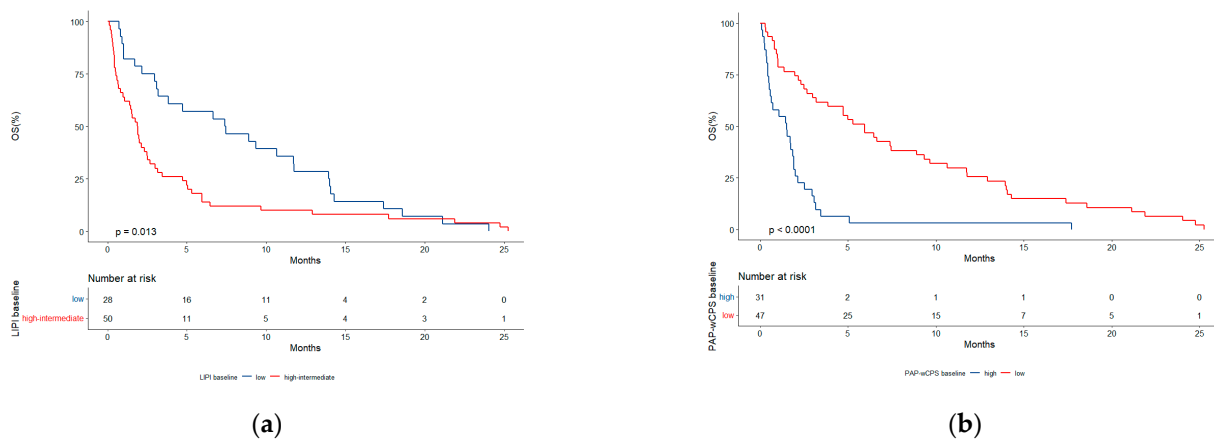 100
75
50
25
0
OS(%)
p = 0.013
0 5 10 15 20 25
Months
Number at risk
LIPI baseline
low 28 16 11 4 2 0
high-intermediate 50 11 5 4 3 1
0 5 10 15 20 25
Months
LIPI baseline low high-intermediate
(a)
100
75
50
25
0
OS(%)
p < 0.0001
0 5 10 15 20 25
Months
Number at risk
PAP-wCPS baseline
high 31 2 1 1 0 0
low 47 25 15 7 5 1
0 5 10 15 20 25
Months
PAP-wCPS baseline high low
(b)